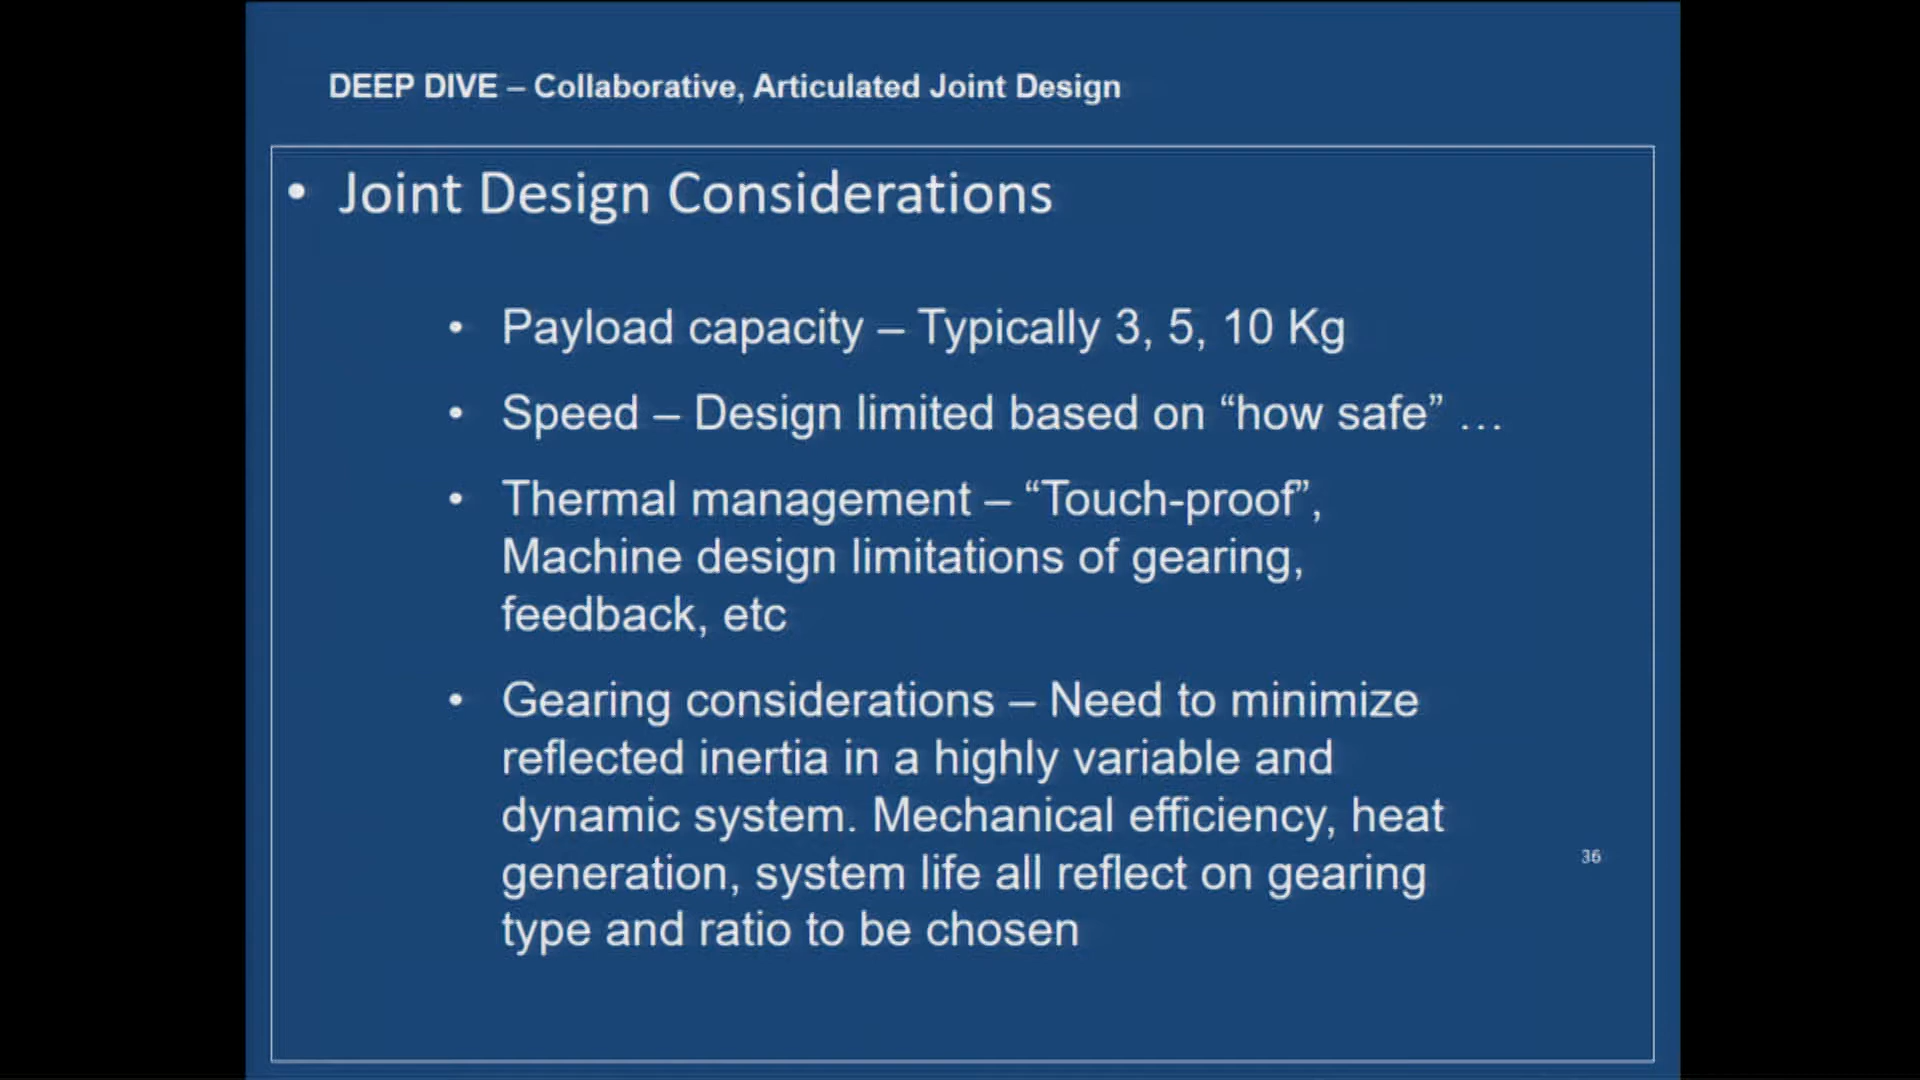 DEEP DIVE – Collaborative, Articulated Joint Design
• Joint Design Considerations
• Payload capacity – Typically 3, 5, 10 Kg
• Speed – Design limited based on “how safe” …
• Thermal management – “Touch-proof”,
Machine design limitations of gearing,
feedback, etc
• Gearing considerations – Need to minimize
reflected inertia in a highly variable and
dynamic system. Mechanical efficiency, heat
generation, system life all reflect on gearing
type and ratio to be chosen
36